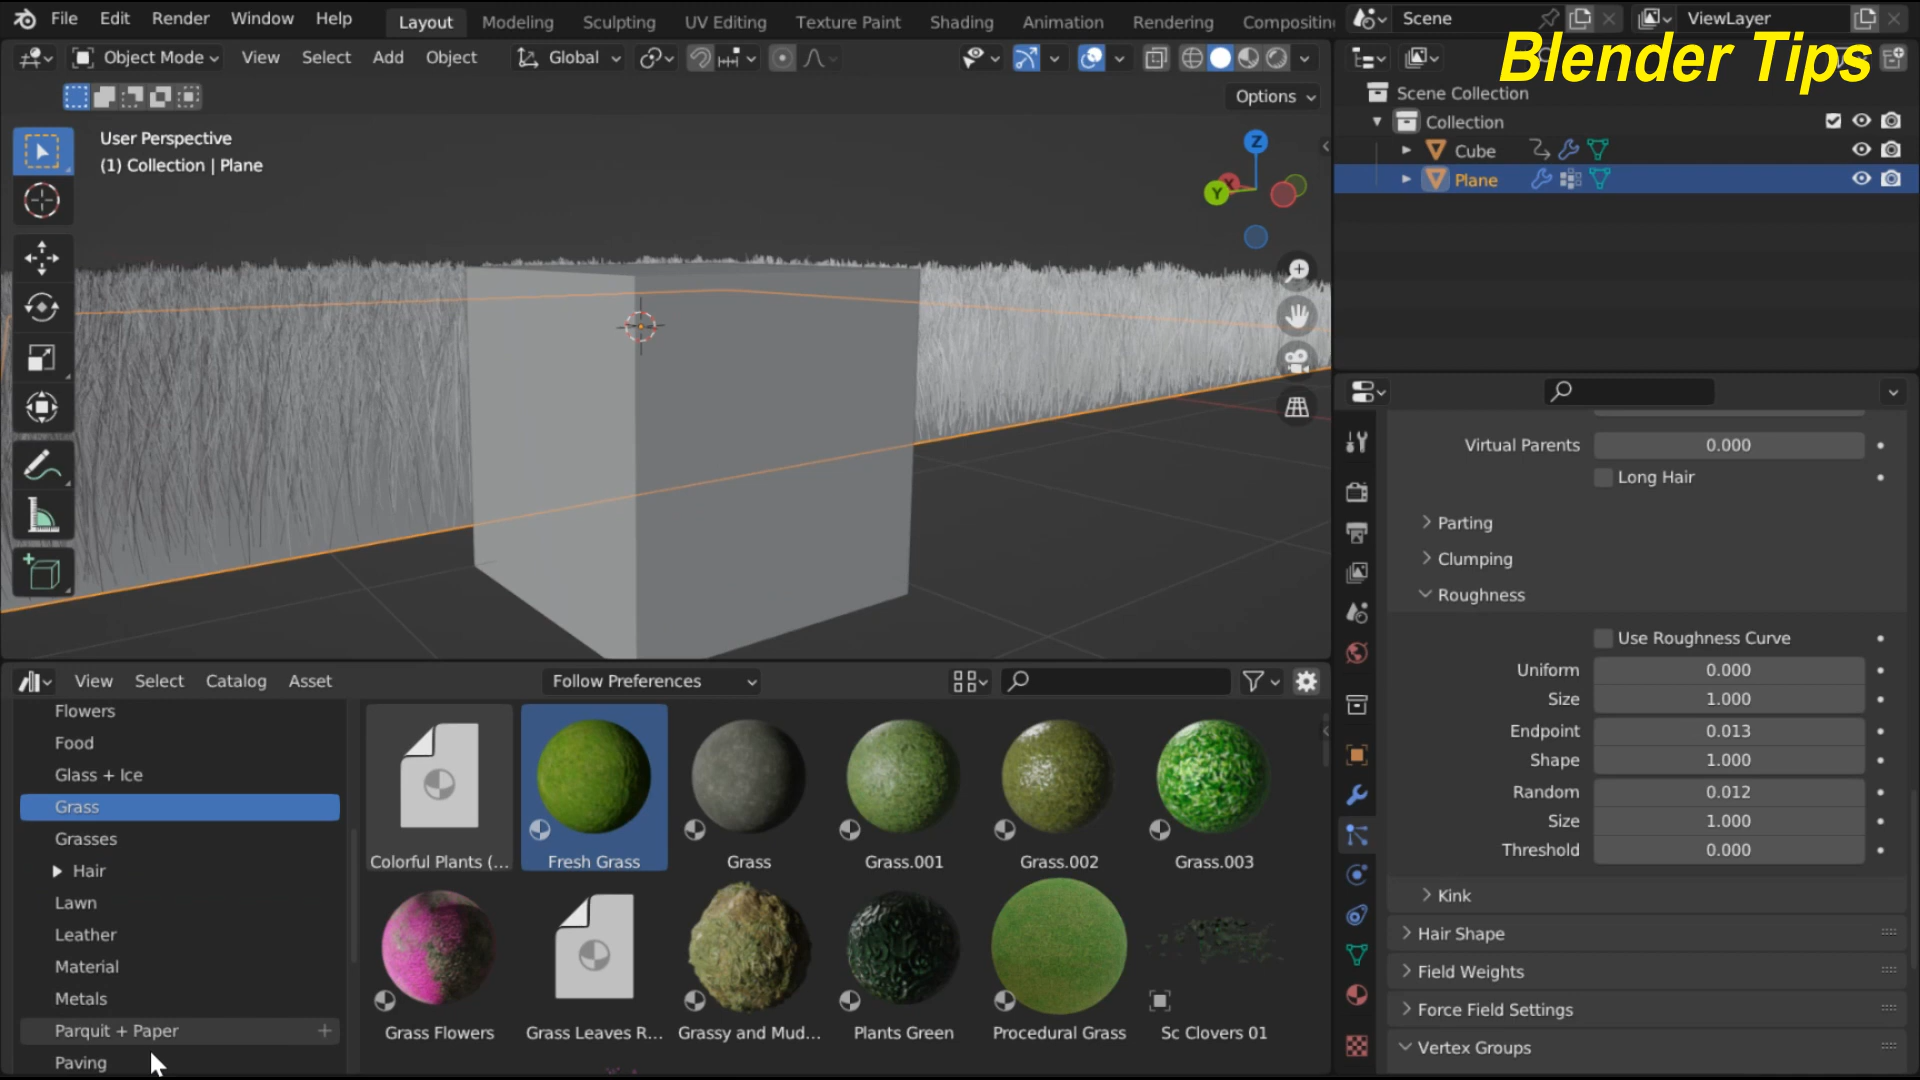 File Edit Render Window Help Layout Modeling Sculpting UV Editing Texture Paint Shading Animation Rendering Scene ViewLayer
Blender Tips
Object Mode View Select Add Object Global
Options
User Perspective
(1) Collection | Plane
Z
Y
Scene Collection
Collection
Cube
Plane
Virtual Parents 0.000
Long Hair
Parting
Clumping
Roughness
Use Roughness Curve
Uniform 0.000
Size 1.000
Endpoint 0.013
Shape 1.000
Random 0.012
Size 1.000
Threshold 0.000
Kink
Hair Shape
Field Weights
Force Field Settings
Vertex Groups
View Select Catalog Asset Follow Preferences
Flowers
Food
Glass + Ice
Grass
Grasses
Hair
Lawn
Leather
Material
Metals
Parquit + Paper
Paving
Colorful Plants (... Fresh Grass Grass Grass.001 Grass.002 Grass.003
Grass Flowers Grass Leaves R... Grassy and Mud... Plants Green Procedural Grass Sc Clovers 01